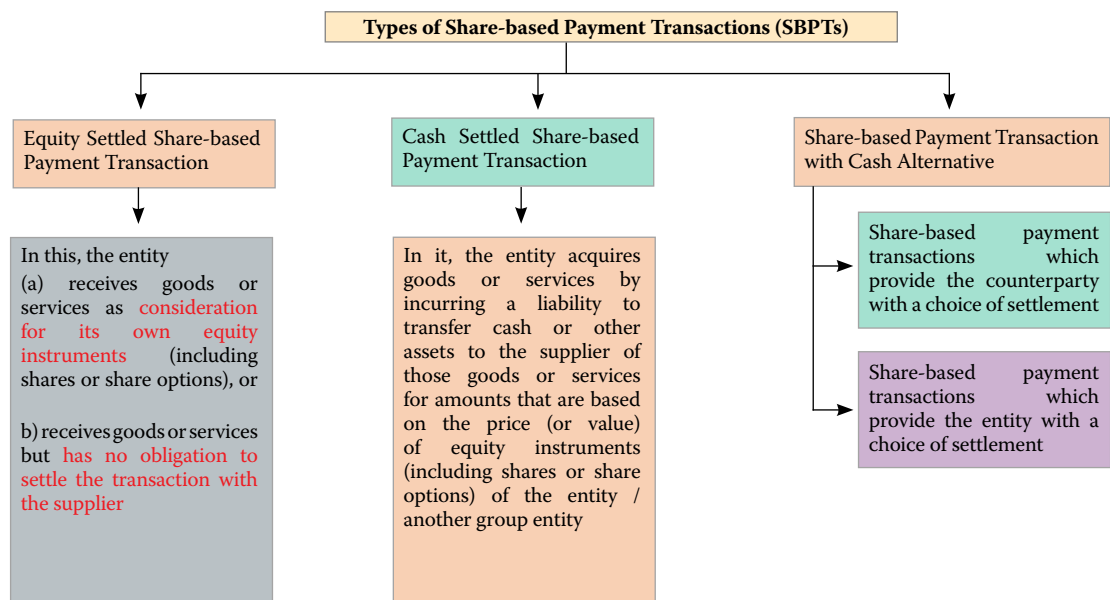 Types of Share-based Payment Transactions (SBPTs)
Equity Settled Share-based
Payment Transaction
Cash Settled Share-based
Payment Transaction
Share-based Payment Transaction
with Cash Alternative
In this, the entity
(a) receives goods or
services as consideration
for its own equity
instruments (including
shares or share options), or
b) receives goods or services
but has no obligation to
settle the transaction with
the supplier
In it, the entity acquires
goods or services by
incurring a liability to
transfer cash or other
assets to the supplier of
those goods or services
for amounts that are based
on the price (or value)
of equity instruments
(including shares or share
options) of the entity /
another group entity
Share-based payment
transactions which
provide the counterparty
with a choice of settlement
Share-based payment
transactions which
provide the entity with a
choice of settlement